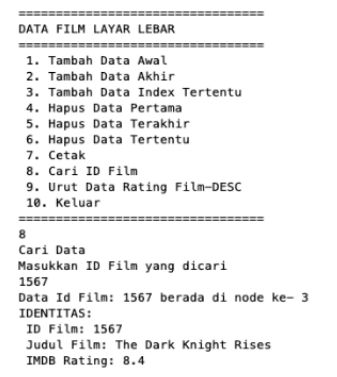 =================================
DATA FILM LAYAR LEBAR
=================================
1. Tambah Data Awal
2. Tambah Data Akhir
3. Tambah Data Index Tertentu
4. Hapus Data Pertama
5. Hapus Data Terakhir
6. Hapus Data Tertentu
7. Cetak
8. Cari ID Film
9. Urut Data Rating Film-DESC
10. Keluar
=================================
8
Cari Data
Masukkan ID Film yang dicari
1567
Data Id Film: 1567 berada di node ke- 3
IDENTITAS:
ID Film: 1567
Judul Film: The Dark Knight Rises
IMDB Rating: 8.4